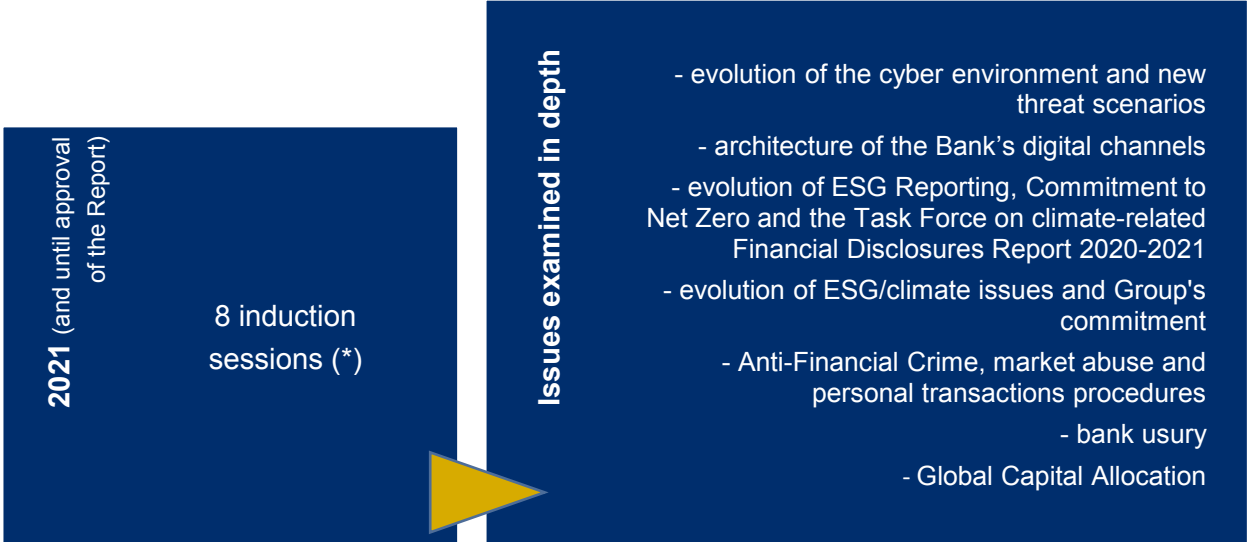 2021 (and until approval
of the Report)
8 induction
sessions (*)
Issues examined in depth
- evolution of the cyber environment and new
threat scenarios
- architecture of the Bank’s digital channels
- evolution of ESG Reporting, Commitment to
Net Zero and the Task Force on climate-related
Financial Disclosures Report 2020-2021
- evolution of ESG/climate issues and Group's
commitment
- Anti-Financial Crime, market abuse and
personal transactions procedures
- bank usury
- Global Capital Allocation